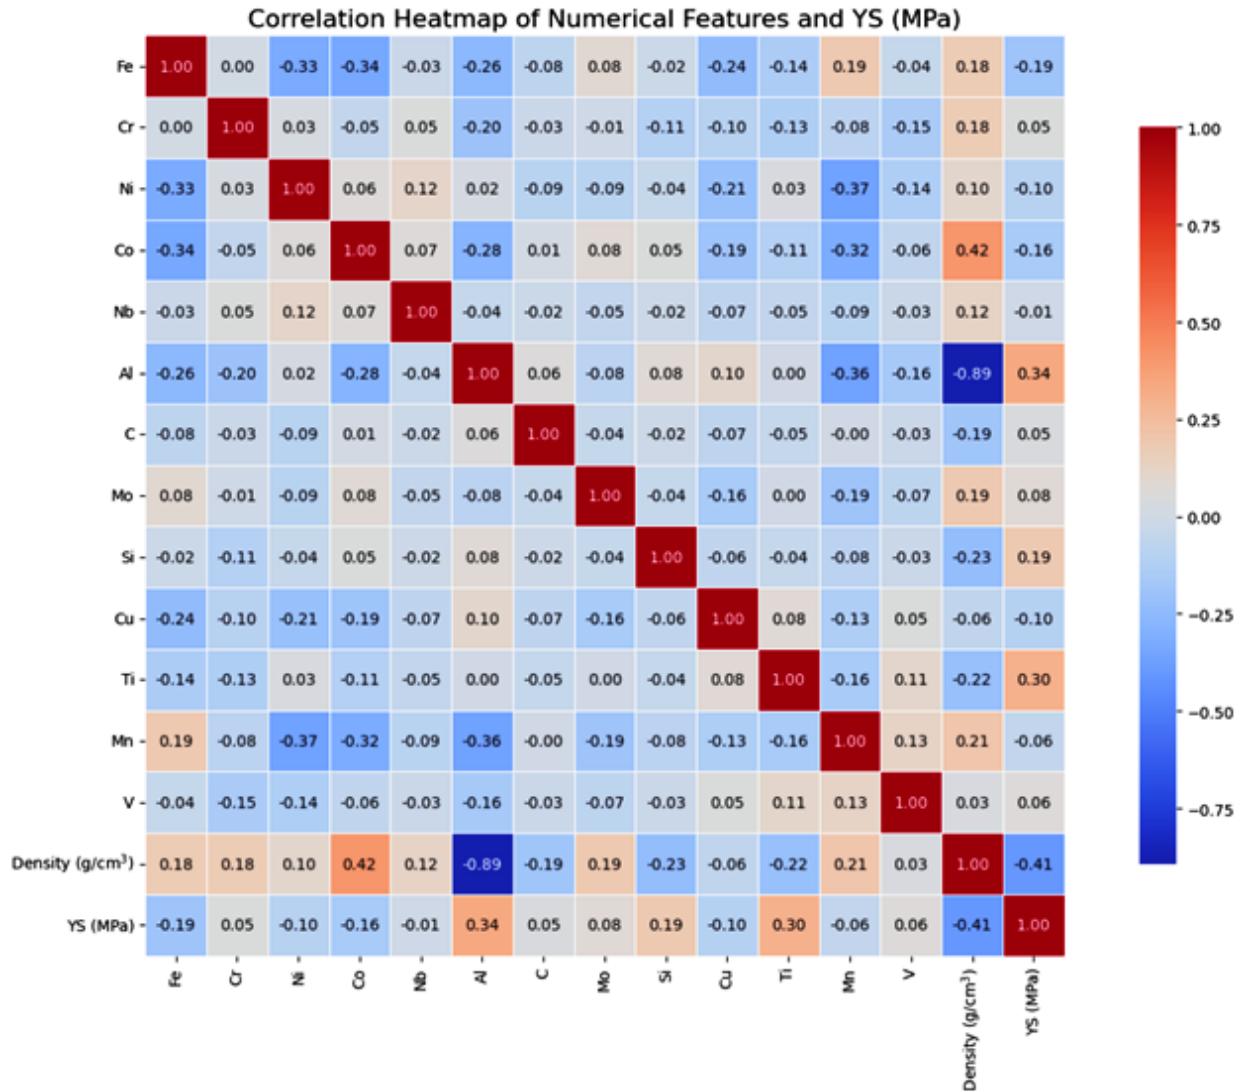 Correlation Heatmap of Numerical Features and YS (MPa)
Fe 1.00 0.00 -0.33 -0.34 -0.03 -0.26 -0.08 0.08 -0.02 -0.24 -0.14 0.19 -0.04 0.18 -0.19
Cr 0.00 1.00 0.03 -0.05 0.05 -0.20 -0.03 -0.01 -0.11 -0.10 -0.13 -0.08 -0.15 0.18 0.05
Ni -0.33 0.03 1.00 0.06 0.12 0.02 -0.09 -0.09 -0.04 -0.21 0.03 -0.37 -0.14 0.10 -0.10
Co -0.34 -0.05 0.06 1.00 0.07 -0.28 0.01 0.08 0.05 -0.19 -0.11 -0.32 -0.06 0.42 -0.16
Nb -0.03 0.05 0.12 0.07 1.00 -0.04 -0.02 -0.05 -0.02 -0.07 -0.05 -0.09 -0.03 0.12 -0.01
Al -0.26 -0.20 0.02 -0.28 -0.04 1.00 0.06 -0.08 0.08 0.10 0.00 -0.36 -0.16 -0.89 0.34
C -0.08 -0.03 -0.09 0.01 -0.02 0.06 1.00 -0.04 -0.02 -0.07 -0.05 -0.00 -0.03 -0.19 0.05
Mo 0.08 -0.01 -0.09 0.08 -0.05 -0.08 -0.04 1.00 -0.04 -0.16 0.00 -0.19 -0.07 0.19 0.08
Si -0.02 -0.11 -0.04 0.05 -0.02 0.08 -0.02 -0.04 1.00 -0.06 -0.04 -0.08 -0.03 -0.23 0.19
Cu -0.24 -0.10 -0.21 -0.19 -0.07 0.10 -0.07 -0.16 -0.06 1.00 0.08 -0.13 0.05 -0.06 -0.10
Ti -0.14 -0.13 0.03 -0.11 -0.05 0.00 -0.05 0.00 -0.04 0.08 1.00 -0.16 0.11 -0.22 0.30
Mn 0.19 -0.08 -0.37 -0.32 -0.09 -0.36 -0.00 -0.19 -0.08 -0.13 -0.16 1.00 0.13 0.21 -0.06
V -0.04 -0.15 -0.14 -0.06 -0.03 -0.16 -0.03 -0.07 -0.03 0.05 0.11 0.13 1.00 0.03 0.06
Density (g/cm³) 0.18 0.18 0.10 0.42 0.12 -0.89 -0.19 0.19 -0.23 -0.06 -0.22 0.21 0.03 1.00 -0.41
YS (MPa) -0.19 0.05 -0.10 -0.16 -0.01 0.34 0.05 0.08 0.19 -0.10 0.30 -0.06 0.06 -0.41 1.00
Fe Cr Ni Co Nb Al C Mo Si Cu Ti Mn V Density (g/cm³) YS (MPa)
1.00
0.75
0.50
0.25
0.00
−0.25
−0.50
−0.75